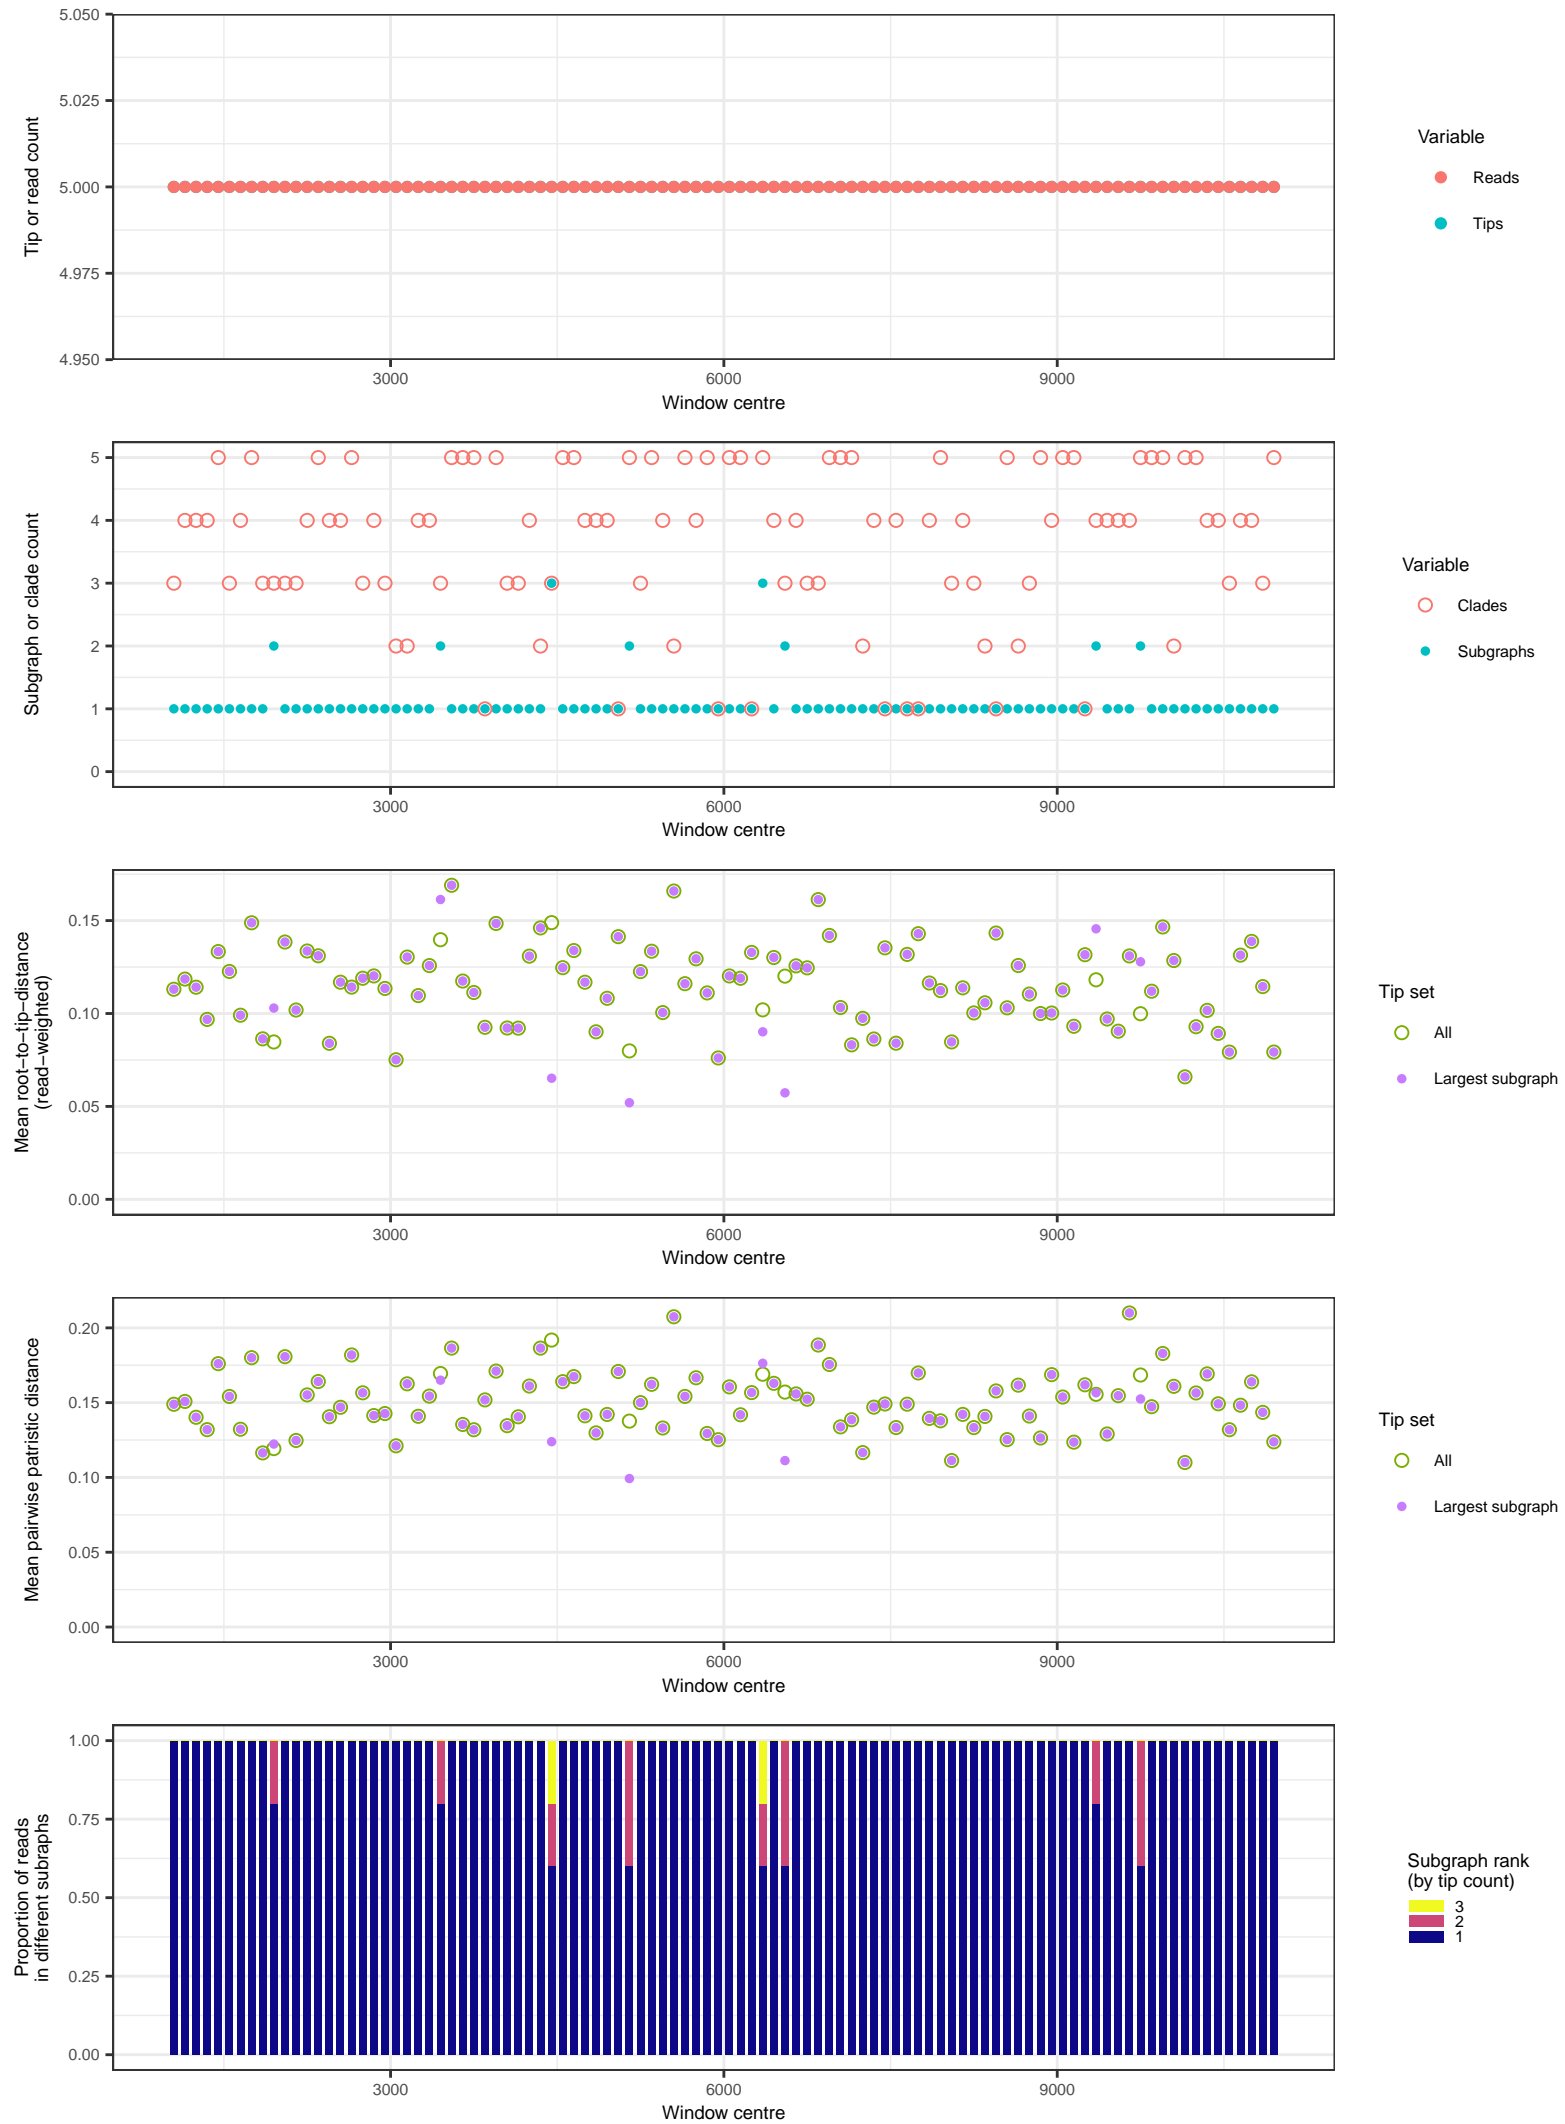 5.050
5.025
5.000
4.975
4.950
Tip or read count
3000
6000
9000
Window centre
Variable
Reads
Tips
5
4
3
2
1
0
Subgraph or clade count
3000
6000
9000
Window centre
Variable
Clades
Subgraphs
0.15
0.10
0.05
0.00
Mean root−to−tip−distance
(read−weighted)
3000
6000
9000
Window centre
Tip set
All
Largest subgraph
0.20
0.15
0.10
0.05
0.00
Mean pairwise patristic distance
3000
6000
9000
Window centre
Tip set
All
Largest subgraph
1.00
0.75
0.50
0.25
0.00
Proportion of reads
in different subraphs
3000
6000
9000
Window centre
Subgraph rank
(by tip count)
3
2
1